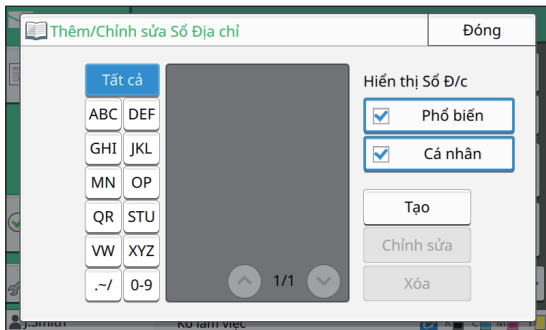 Thêm/Chỉnh sửa Sổ Địa chỉ
Đóng
Tất cả
ABC DEF
GHI JKL
MN OP
QR STU
VW XYZ
.~/ 0-9
1/1
Hiển thị Sổ Đ/c
Phổ biến
Cá nhân
Tạo
Chỉnh sửa
Xóa